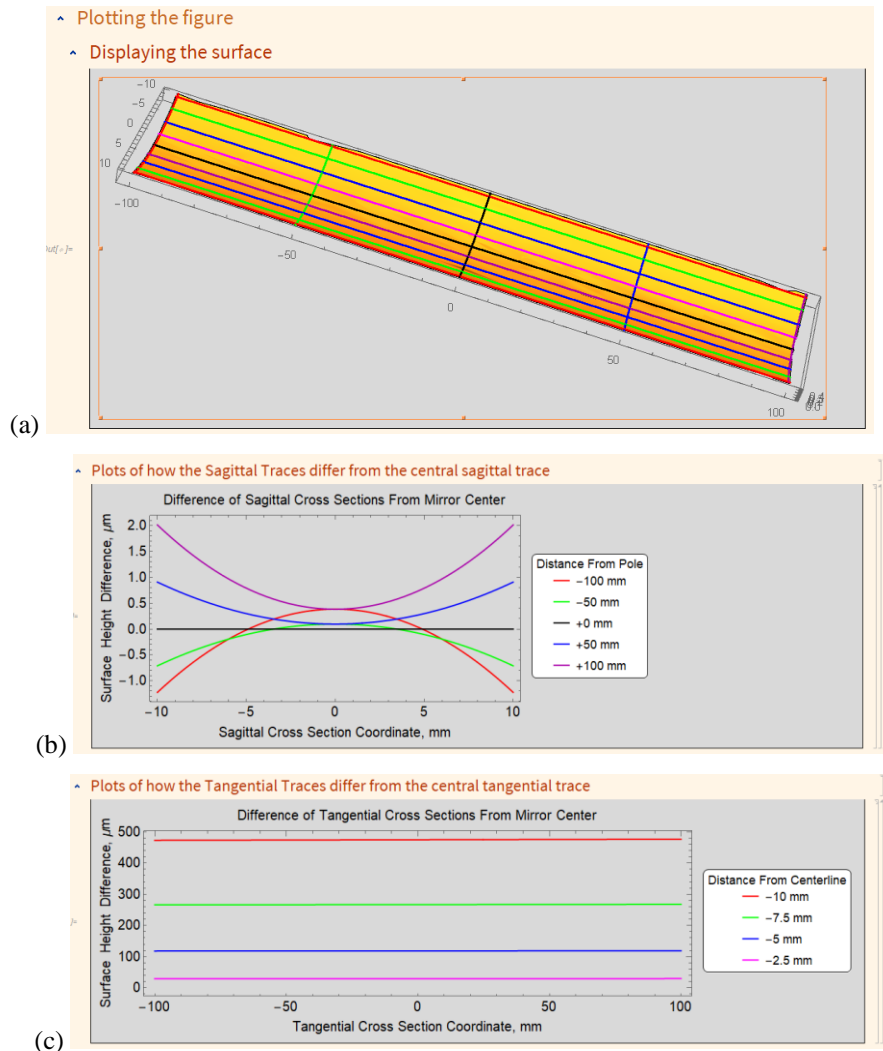 Plotting the figure
Displaying the surface
-10
-5
0
5
10
-100
-50
0
50
100
0.0
(a)
Plots of how the Sagittal Traces differ from the central sagittal trace
Difference of Sagittal Cross Sections From Mirror Center
Surface Height Difference, μm
2.0
1.5
1.0
0.5
0.0
-0.5
-1.0
-10
-5
0
5
10
Sagittal Cross Section Coordinate, mm
Distance From Pole
-100 mm
-50 mm
+0 mm
+50 mm
+100 mm
(b)
Plots of how the Tangential Traces differ from the central tangential trace
Difference of Tangential Cross Sections From Mirror Center
Surface Height Difference, μm
500
400
300
200
100
0
-100
-50
0
50
100
Tangential Cross Section Coordinate, mm
Distance From Centerline
-10 mm
-7.5 mm
-5 mm
-2.5 mm
(c)